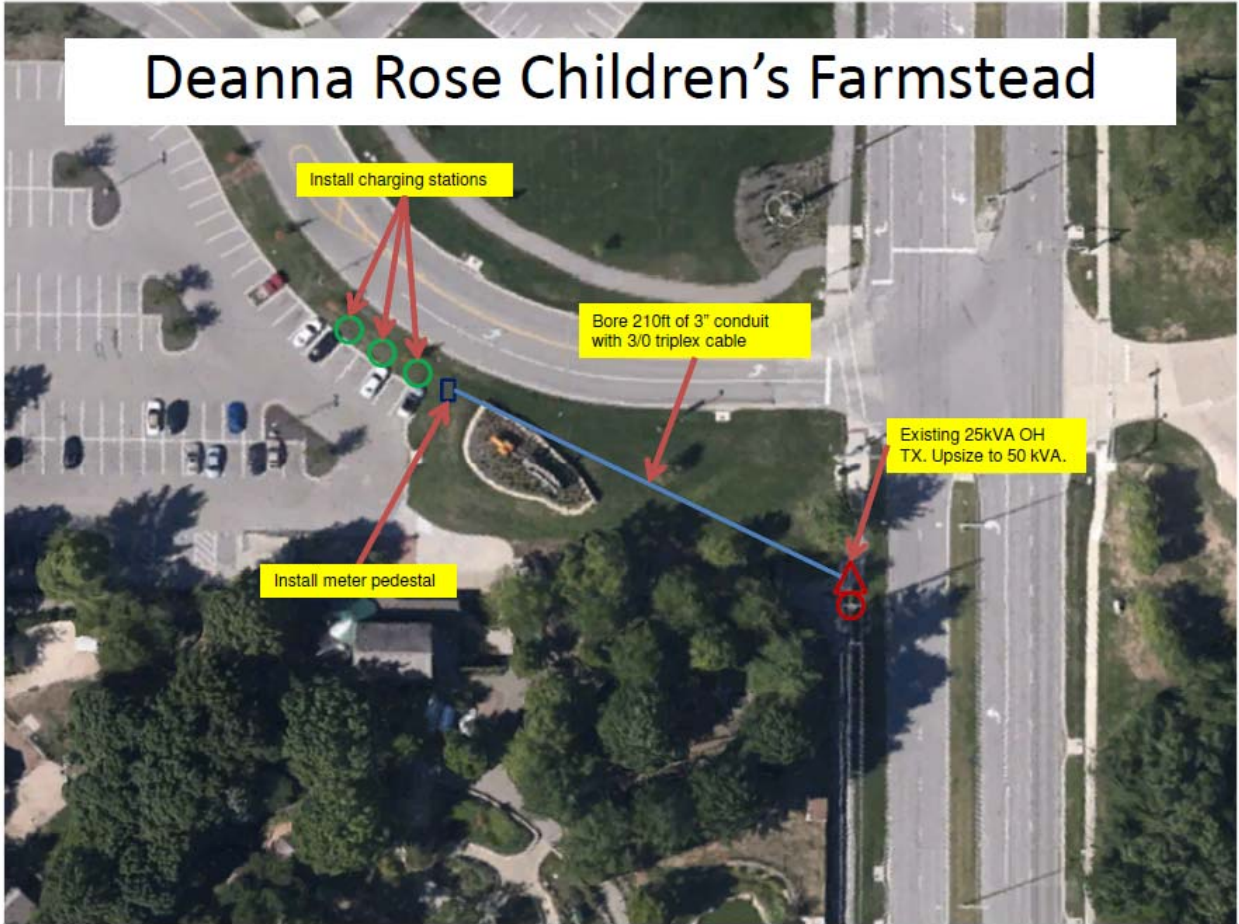 Deanna Rose Children’s Farmstead
Install charging stations
Bore 210ft of 3” conduit
with 3/0 triplex cable
Existing 25kVA OH
TX. Upsize to 50 kVA.
Install meter pedestal